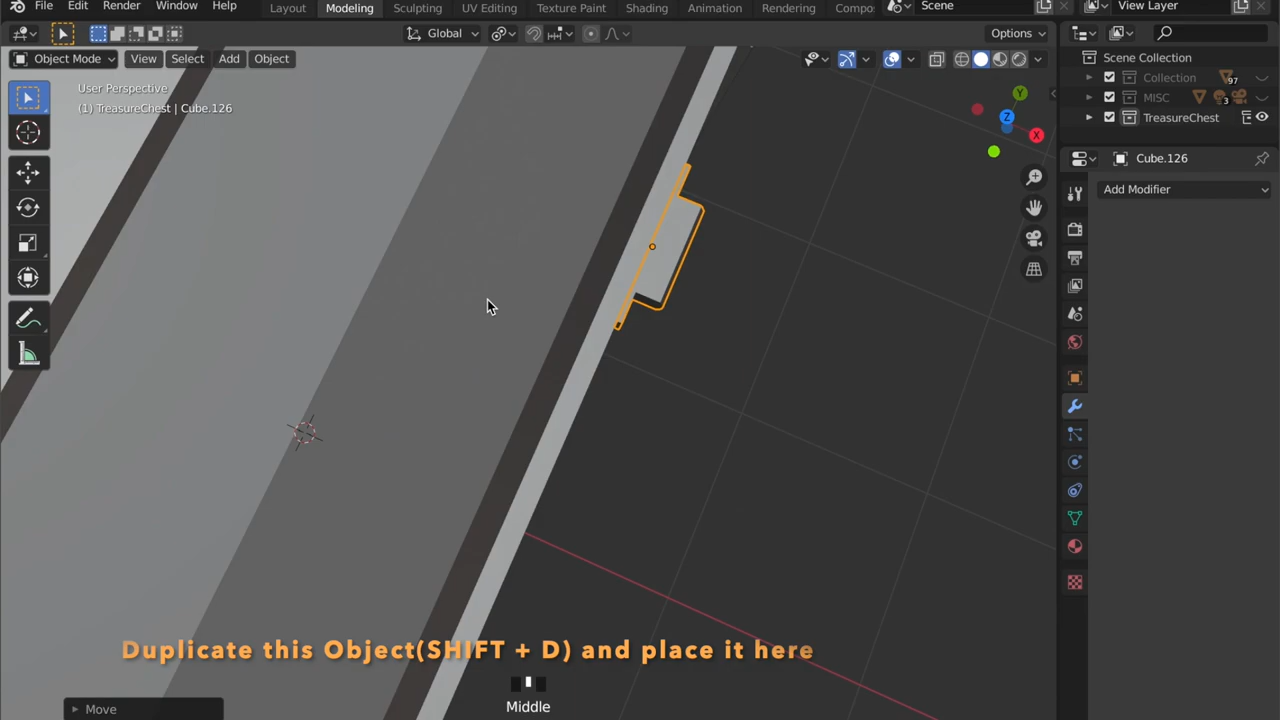 File Edit Render Window Help Layout Modeling Sculpting UV Editing Texture Paint Shading Animation Rendering Compo Scene View Layer
Global Options
Object Mode View Select Add Object
User Perspective
(1) TreasureChest | Cube.126
Scene Collection
Collection 97
MISC 3
TreasureChest
Cube.126
Add Modifier
Y
Z
X
Duplicate this Object(SHIFT + D) and place it here
Middle
Move